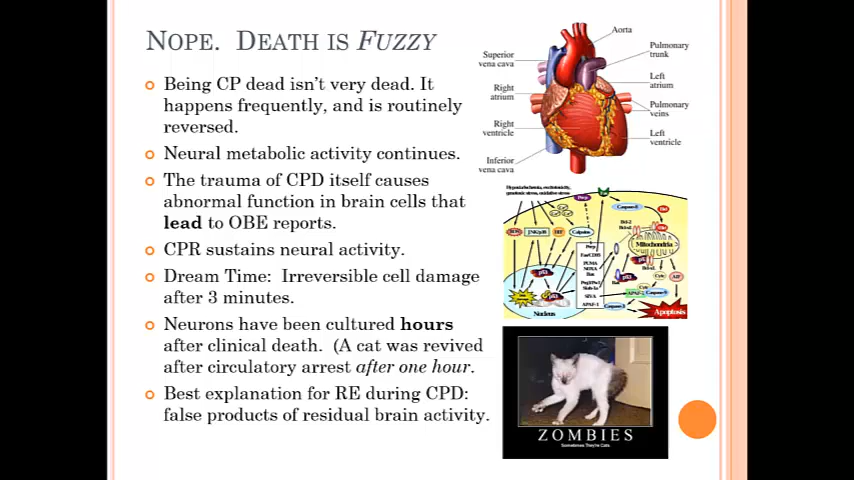 NOPE. DEATH IS FUZZY
Being CP dead isn't very dead. It
happens frequently, and is routinely
reversed.
Neural metabolic activity continues.
The trauma of CPD itself causes
abnormal function in brain cells that
lead to OBE reports.
CPR sustains neural activity.
Dream Time: Irreversible cell damage
after 3 minutes.
Neurons have been cultured hours
after clinical death. (A cat was revived
after circulatory arrest after one hour.
Best explanation for RE during CPD:
false products of residual brain activity.
Aorta
Superior
vena cava
Pulmonary
trunk
Right
atrium
Left
atrium
Pulmonary
veins
Right
ventricle
Left
ventricle
Inferior
vena cava
Mitochondria
Nucleus
Apoptosis
ZOMBIES
Sometimes They're Cats.